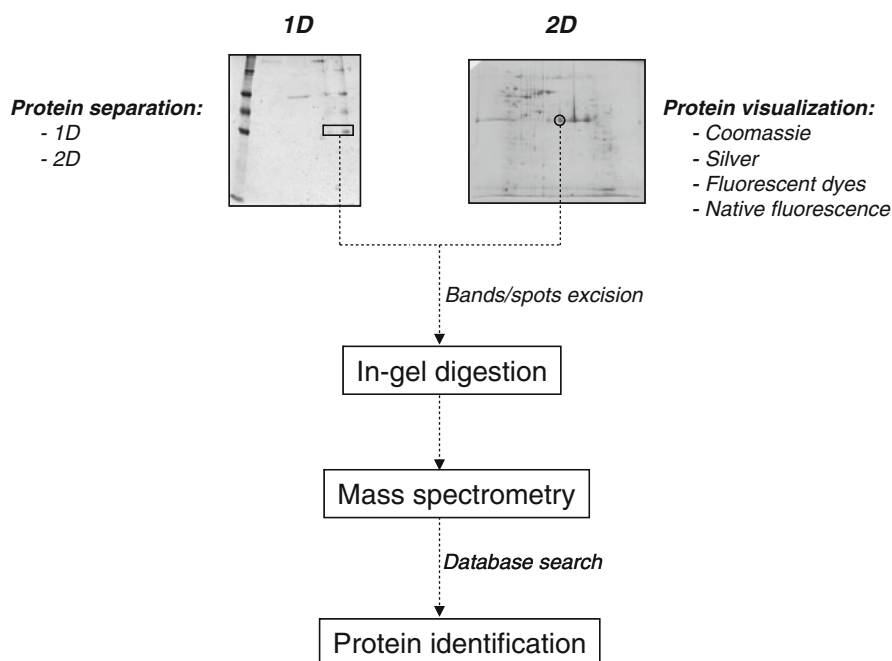 1D
2D
Protein separation:
- 1D
- 2D
Protein visualization:
- Coomassie
- Silver
- Fluorescent dyes
- Native fluorescence
Bands/spots excision
In-gel digestion
Mass spectrometry
Database search
Protein identification